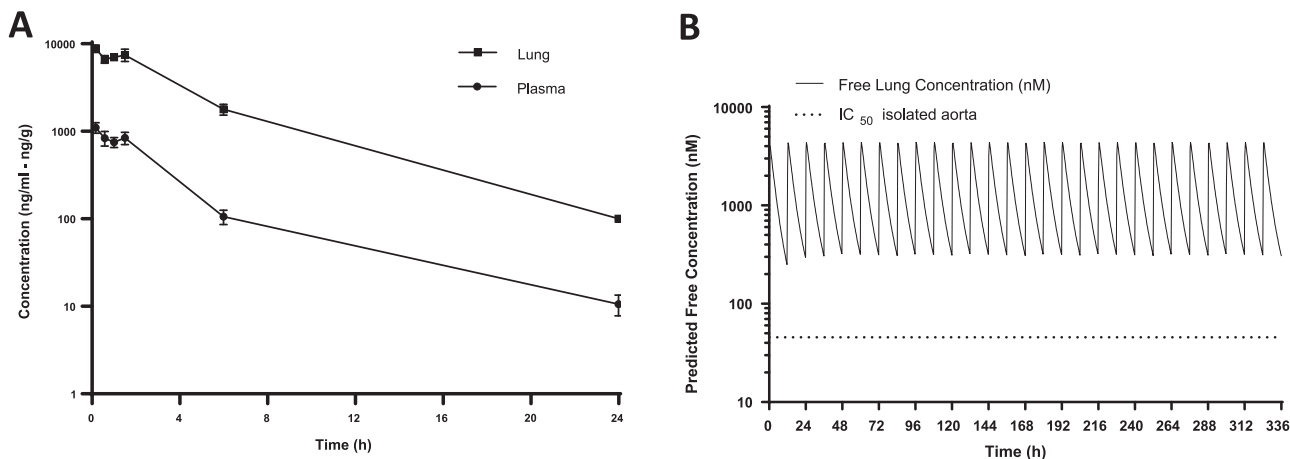 A
Concentration (ng/ml - ng/g)
10000
1000
100
10
1
0 4 8 12 16 20 24
Time (h)
Lung
Plasma
B
Free Lung Concentration (nM)
IC 50 isolated aorta
Predicted Free Concentration (nM)
10000
1000
100
10
0 24 48 72 96 120 144 168 192 216 240 264 288 312 336
Time (h)